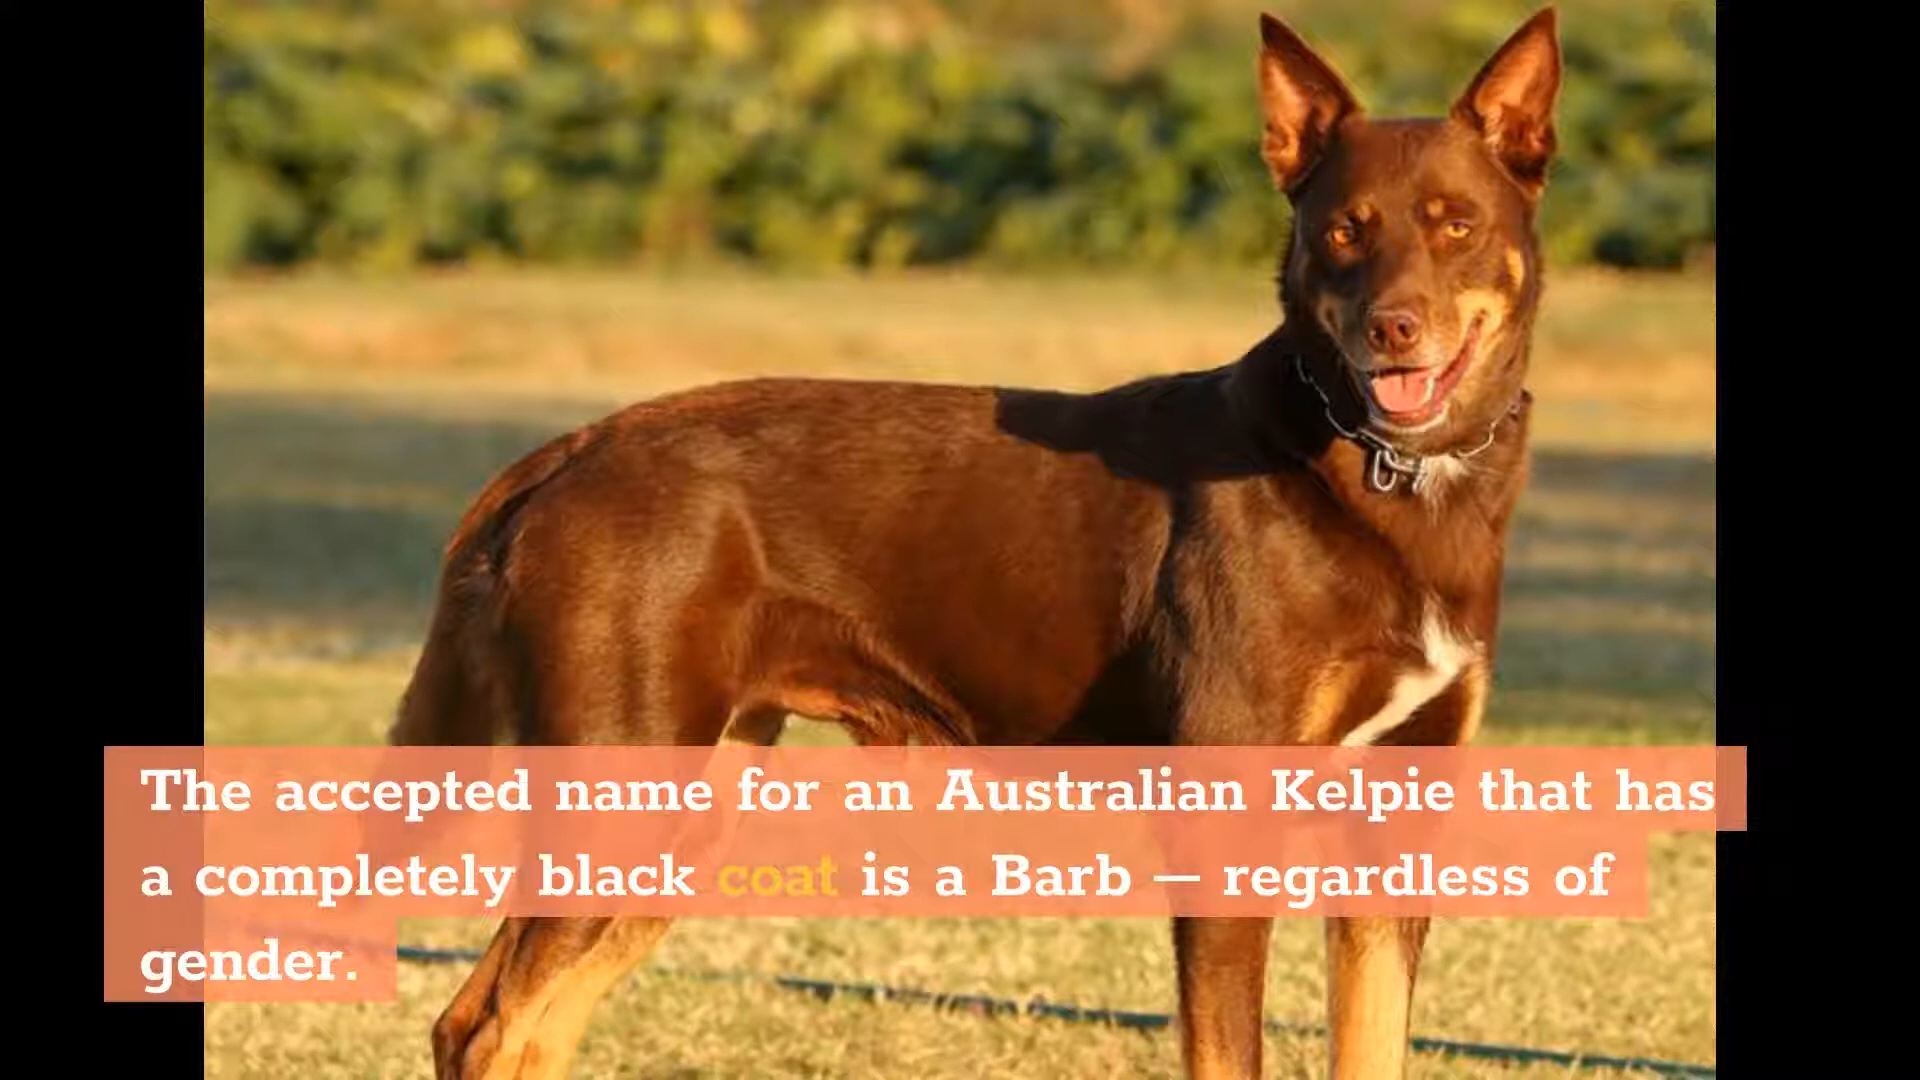 The accepted name for an Australian Kelpie that has
a completely black coat is a Barb — regardless of
gender.